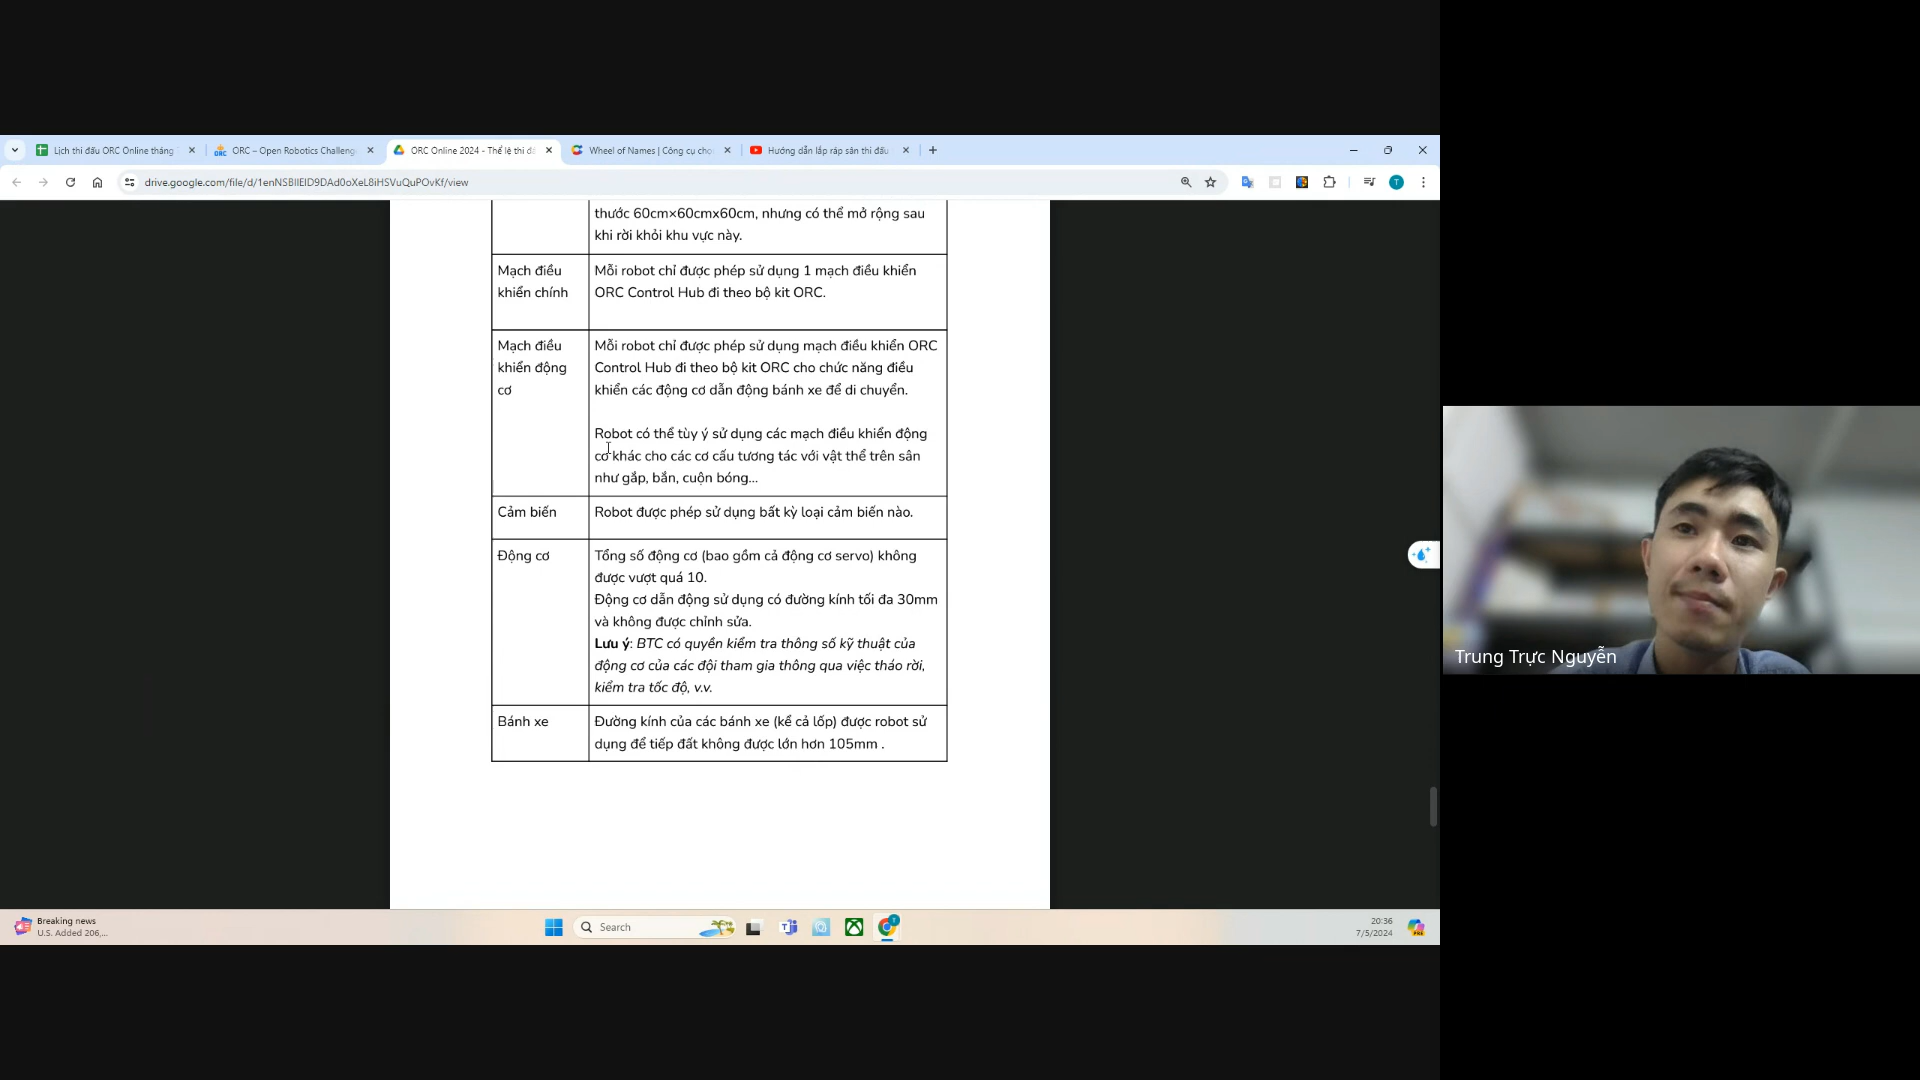 Lịch thi đấu ORC Online tháng
ORC – Open Robotics Challeng
ORC Online 2024 - Thể lệ thi đấ
Wheel of Names | Công cụ cho
Hướng dẫn lắp ráp sân thi đấu
drive.google.com/file/d/1enNSBIlEID9DAd0oXeL8iHSVuQuPOvKf/view
thước 60cm×60cmx60cm, nhưng có thể mở rộng sau
khi rời khỏi khu vực này.
Mạch điều
khiển chính
Mỗi robot chỉ được phép sử dụng 1 mạch điều khiển
ORC Control Hub đi theo bộ kit ORC.
Mạch điều
khiển động
cơ
Mỗi robot chỉ được phép sử dụng mạch điều khiển ORC
Control Hub đi theo bộ kit ORC cho chức năng điều
khiển các động cơ dẫn động bánh xe để di chuyển.
Robot có thể tùy ý sử dụng các mạch điều khiển động
cơ khác cho các cơ cấu tương tác với vật thể trên sân
như gắp, bắn, cuộn bóng...
Cảm biến
Robot được phép sử dụng bất kỳ loại cảm biến nào.
Động cơ
Tổng số động cơ (bao gồm cả động cơ servo) không
được vượt quá 10.
Động cơ dẫn động sử dụng có đường kính tối đa 30mm
và không được chỉnh sửa.
Lưu ý: BTC có quyền kiểm tra thông số kỹ thuật của
động cơ của các đội tham gia thông qua việc tháo rời,
kiểm tra tốc độ, v.v.
Bánh xe
Đường kính của các bánh xe (kể cả lốp) được robot sử
dụng để tiếp đất không được lớn hơn 105mm .
Trung Trực Nguyễn
Breaking news
U.S. Added 206,...
Search
20:36
7/5/2024